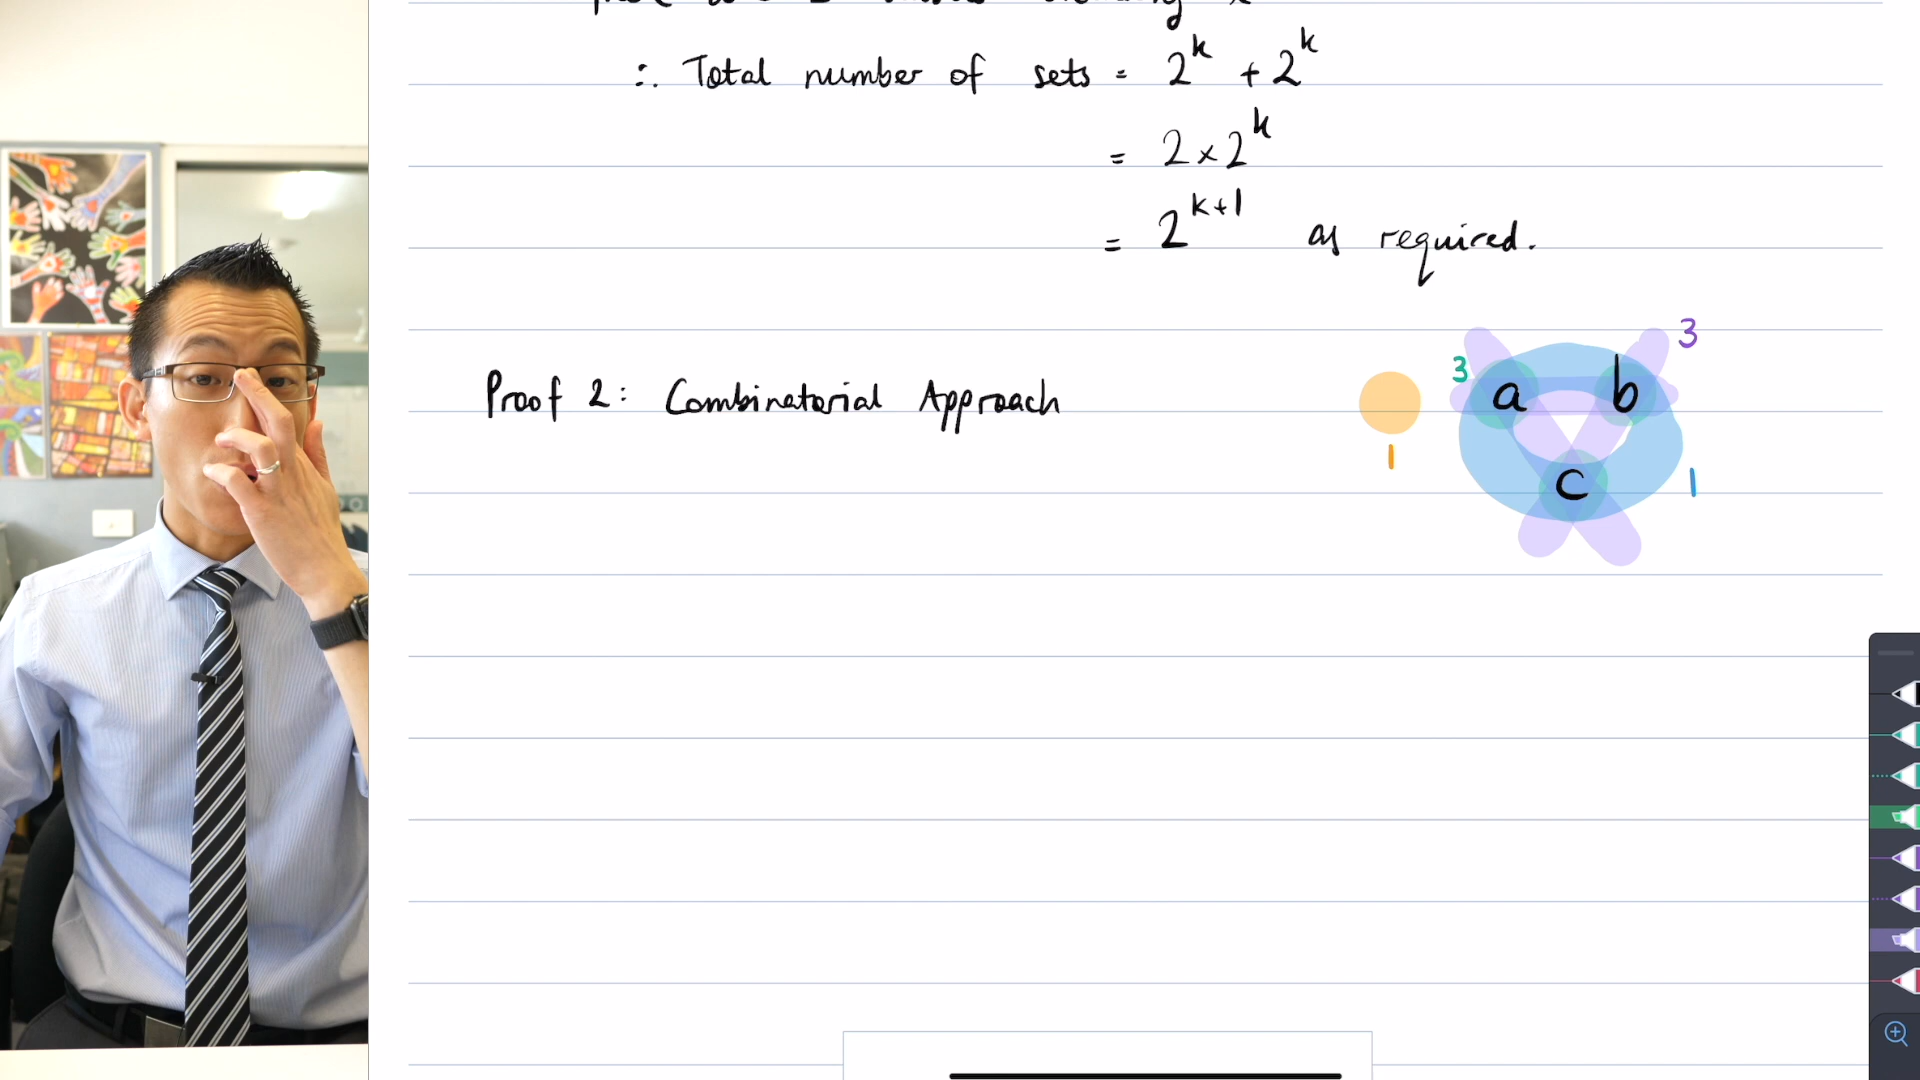 ∴ Total number of sets = 2^k + 2^k
= 2 × 2^k
= 2^{k+1} as required.
Proof 2: Combinatorial Approach
3
3
a b
1
c
1